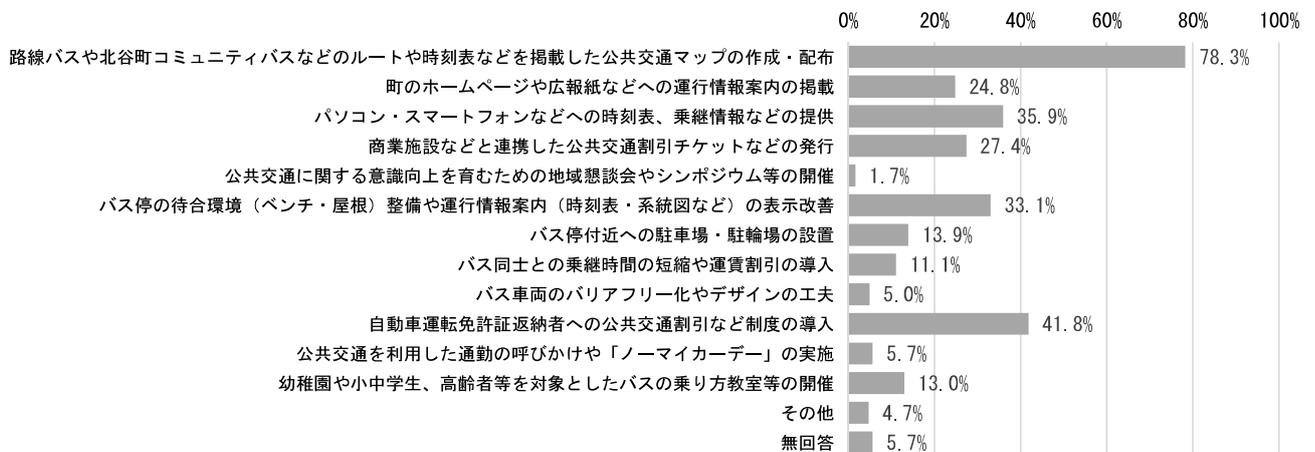 0% 20% 40% 60% 80% 100%
路線バスや北谷町コミュニティバスなどのルートや時刻表などを掲載した公共交通マップの作成・配布 78.3%
町のホームページや広報紙などへの運行情報案内の掲載 24.8%
パソコン・スマートフォンなどへの時刻表、乗継情報などの提供 35.9%
商業施設などと連携した公共交通割引チケットなどの発行 27.4%
公共交通に関する意識向上を育むための地域懇談会やシンポジウム等の開催 1.7%
バス停の待合環境（ベンチ・屋根）整備や運行情報案内（時刻表・系統図など）の表示改善 33.1%
バス停付近への駐車場・駐輪場の設置 13.9%
バス同士との乗継時間の短縮や運賃割引の導入 11.1%
バス車両のバリアフリー化やデザインの工夫 5.0%
自動車運転免許証返納者への公共交通割引など制度の導入 41.8%
公共交通を利用した通勤の呼びかけや「ノーマイカーデー」の実施 5.7%
幼稚園や小中学生、高齢者等を対象としたバスの乗り方教室等の開催 13.0%
その他 4.7%
無回答 5.7%